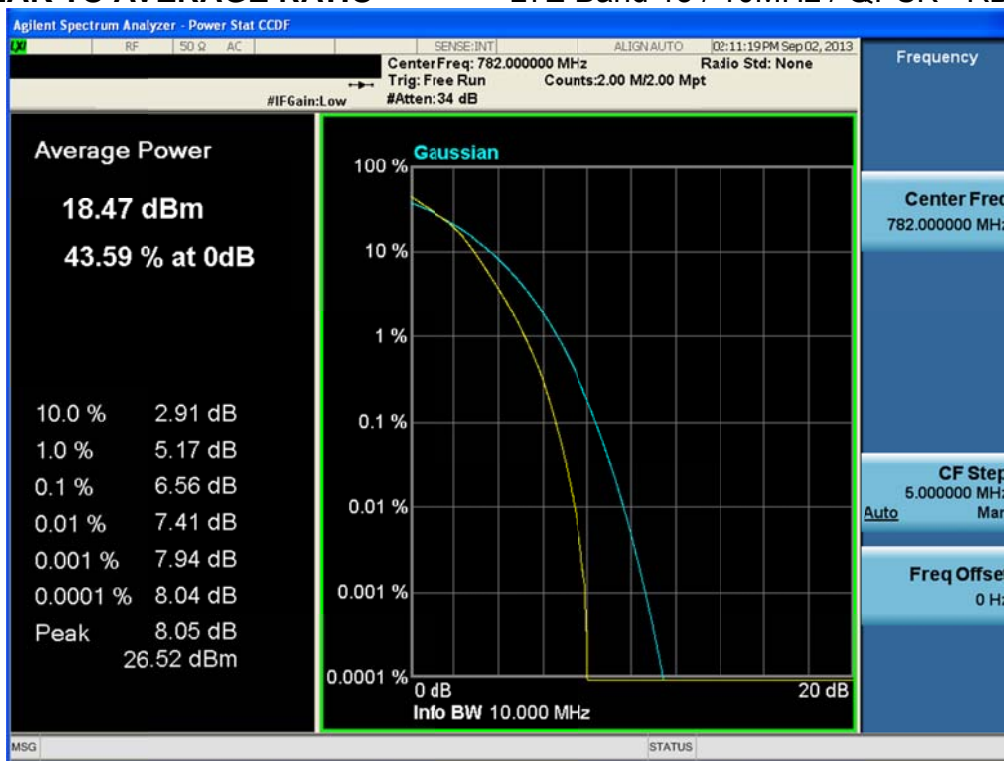 TO AVERAGE RATIO
Agilent Spectrum Analyzer - Power Stat CCDF
RF 50 Ω AC SENSE:INT ALIGN AUTO 02:11:19 PM Sep 02, 2013
Center Freq: 782.000000 MHz Radio Std: None
Trig: Free Run Counts:2.00 M/2.00 Mpt
#IFGain:Low #Atten:34 dB
Frequency
Average Power
18.47 dBm
43.59 % at 0dB
10.0 % 2.91 dB
1.0 % 5.17 dB
0.1 % 6.56 dB
0.01 % 7.41 dB
0.001 % 7.94 dB
0.0001 % 8.04 dB
Peak 8.05 dB
26.52 dBm
Gaussian
100 %
10 %
1 %
0.1 %
0.01 %
0.001 %
0.0001 %
0 dB 20 dB
Info BW 10.000 MHz
Center Freq
782.000000 MHz
CF Step
5.000000 MHz
Auto Man
Freq Offset
0 Hz
MSG STATUS